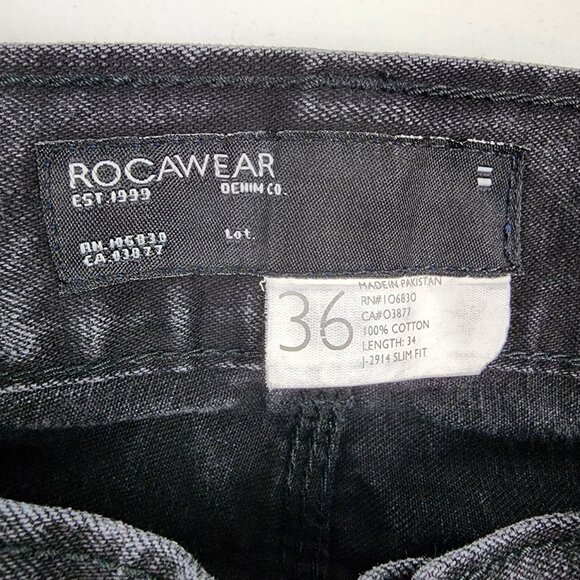 ROCAWEAR
EST 1999 DENIM CO.
RN.106830 Lot.
CA.03877
36
MADE IN PAKISTAN
RN#106830
CA#03877
100% COTTON
LENGTH: 34
J-2914 SLIM FIT